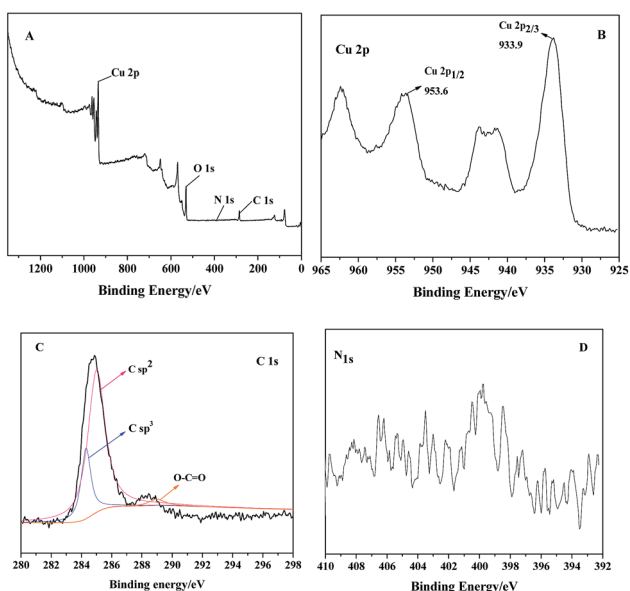 A
Cu 2p
O 1s
N 1s
C 1s
1200 1000 800 600 400 200 0
Binding Energy/eV
B
Cu 2p
Cu 2p2/3
933.9
Cu 2p1/2
953.6
965 960 955 950 945 940 935 930 925
Binding Energy/eV
C
C 1s
C sp2
C sp3
O-C=O
280 282 284 286 288 290 292 294 296 298
Binding energy/eV
D
N1s
410 408 406 404 402 400 398 396 394 392
Binding Energy/eV